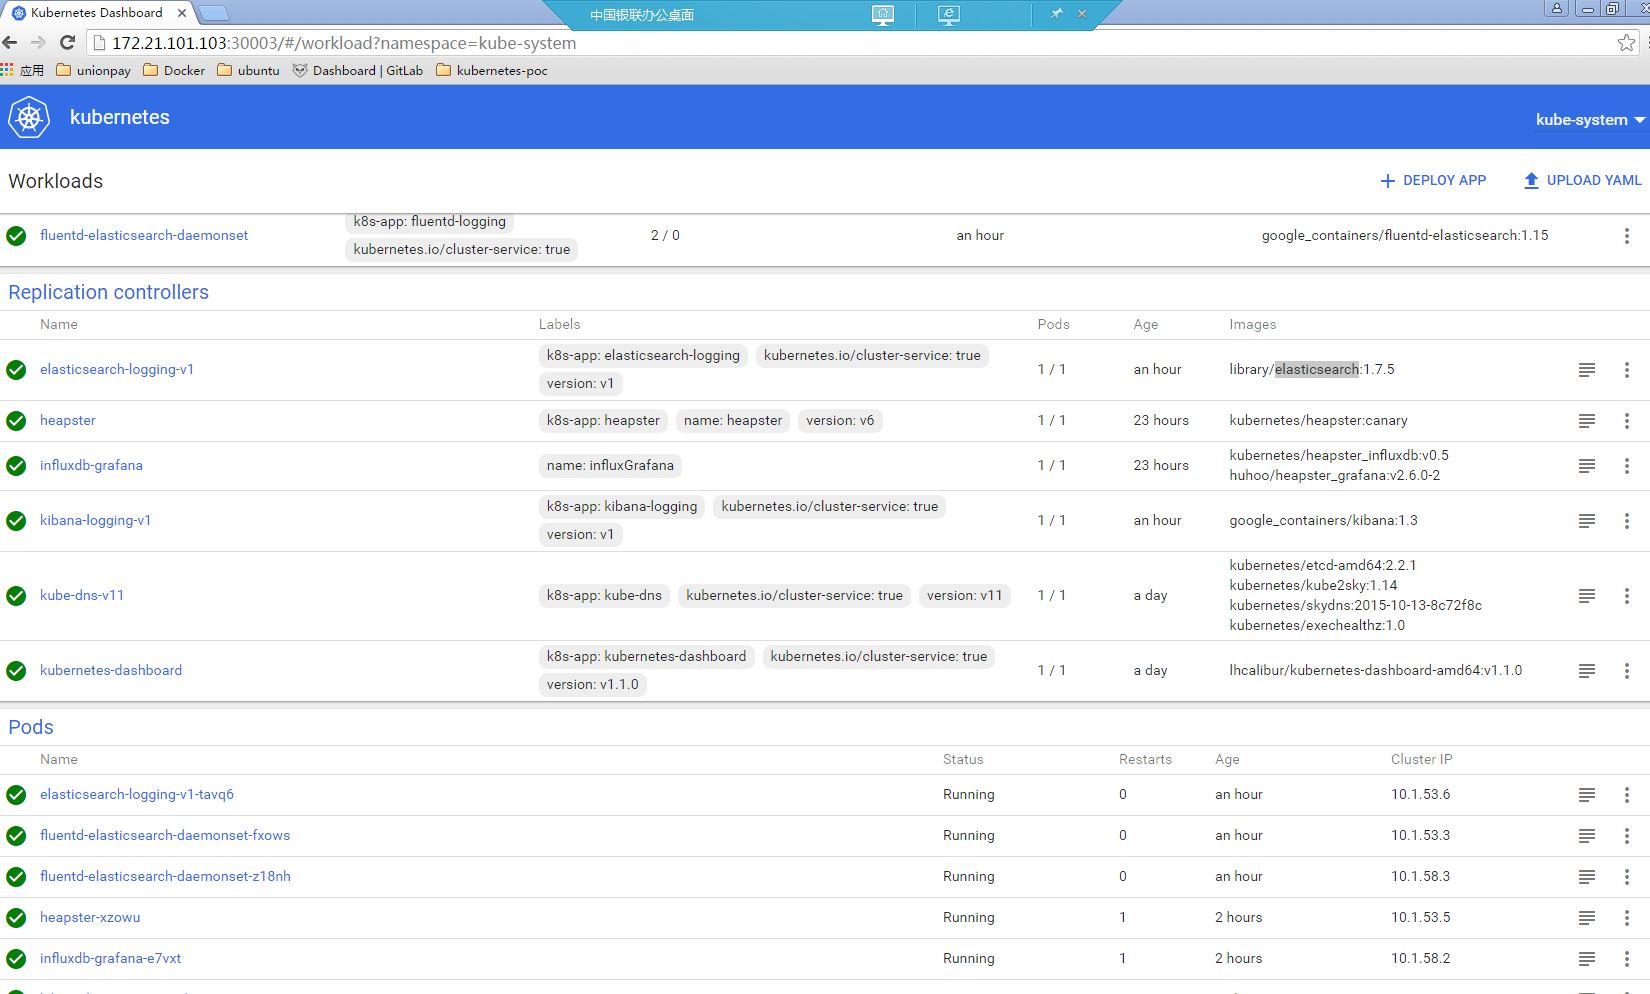 Kubernetes Dashboard
中国银联办公桌面
172.21.101.103:30003/#/workload?namespace=kube-system
应用 unionpay Docker ubuntu Dashboard | GitLab kubernetes-poc
kubernetes
kube-system
Workloads
DEPLOY APP
UPLOAD YAML
k8s-app: fluentd-logging
fluentd-elasticsearch-daemonset 2 / 0 an hour google_containers/fluentd-elasticsearch:1.15
kubernetes.io/cluster-service: true
Replication controllers
Name Labels Pods Age Images
k8s-app: elasticsearch-logging kubernetes.io/cluster-service: true
elasticsearch-logging-v1 1 / 1 an hour library/elasticsearch:1.7.5
version: v1
heapster k8s-app: heapster name: heapster version: v6 1 / 1 23 hours kubernetes/heapster:canary
kubernetes/heapster_influxdb:v0.5
influxdb-grafana name: influxGrafana 1 / 1 23 hours
huhoo/heapster_grafana:v2.6.0-2
k8s-app: kibana-logging kubernetes.io/cluster-service: true
kibana-logging-v1 1 / 1 an hour google_containers/kibana:1.3
version: v1
kubernetes/etcd-amd64:2.2.1
kubernetes/kube2sky:1.14
kube-dns-v11 k8s-app: kube-dns kubernetes.io/cluster-service: true version: v11 1 / 1 a day
kubernetes/skydns:2015-10-13-8c72f8c
kubernetes/exechealthz:1.0
k8s-app: kubernetes-dashboard kubernetes.io/cluster-service: true
kubernetes-dashboard 1 / 1 a day lhcalibur/kubernetes-dashboard-amd64:v1.1.0
version: v1.1.0
Pods
Name Status Restarts Age Cluster IP
elasticsearch-logging-v1-tavq6 Running 0 an hour 10.1.53.6
fluentd-elasticsearch-daemonset-fxows Running 0 an hour 10.1.53.3
fluentd-elasticsearch-daemonset-z18nh Running 0 an hour 10.1.58.3
heapster-xzowu Running 1 2 hours 10.1.53.5
influxdb-grafana-e7vxt Running 1 2 hours 10.1.58.2